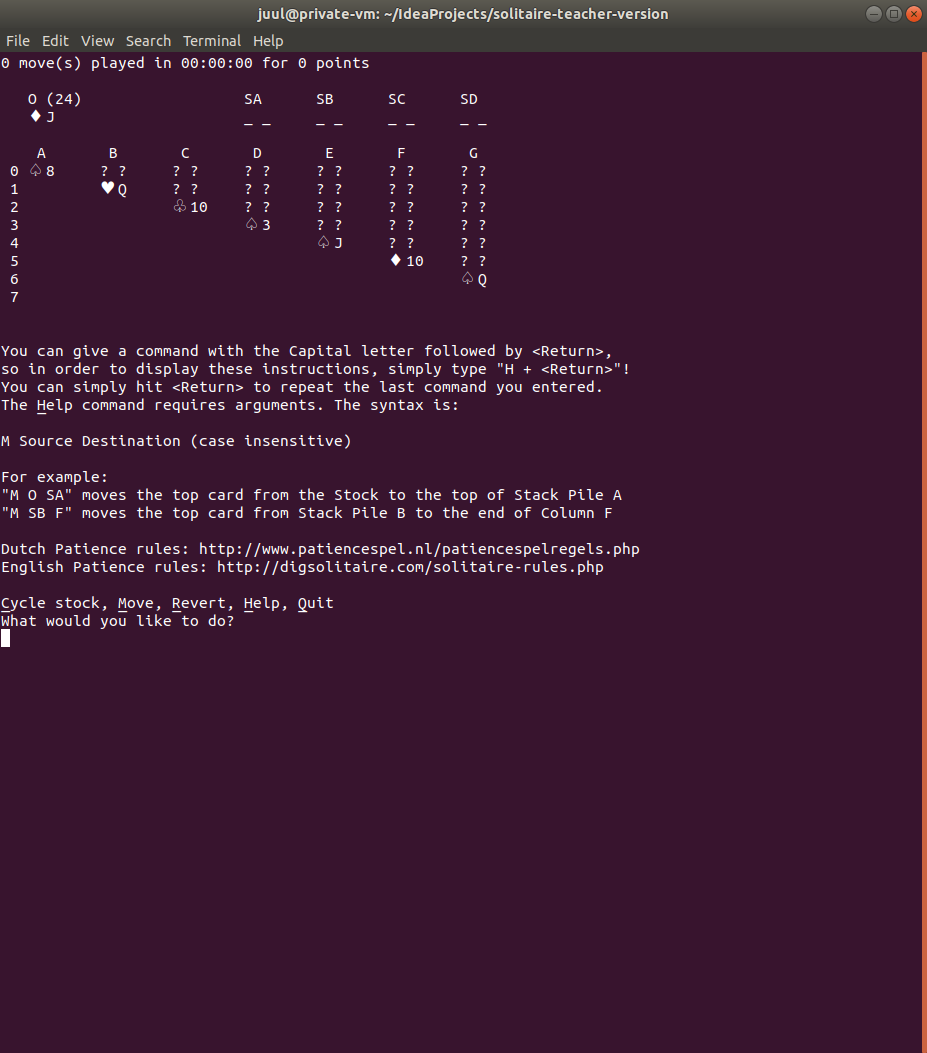 juul@private-vm: ~/IdeaProjects/solitaire-teacher-version
File Edit View Search Terminal Help
0 move(s) played in 00:00:00 for 0 points
O (24) SA SB SC SD
♦J _ _ _ _ _ _ _ _
A B C D E F G
0 ♤8 ? ? ? ? ? ? ? ? ? ? ? ?
1 ♥Q ? ? ? ? ? ? ? ? ? ?
2 ♧10 ? ? ? ? ? ? ? ?
3 ♤3 ? ? ? ? ? ?
4 ♤J ? ? ? ?
5 ♦10 ? ?
6 ♤Q
7
You can give a command with the Capital letter followed by <Return>,
so in order to display these instructions, simply type "H + <Return>"!
You can simply hit <Return> to repeat the last command you entered.
The Help command requires arguments. The syntax is:
M Source Destination (case insensitive)
For example:
"M O SA" moves the top card from the Stock to the top of Stack Pile A
"M SB F" moves the top card from Stack Pile B to the end of Column F
Dutch Patience rules: http://www.patiencespel.nl/patiencespelregels.php
English Patience rules: http://digsolitaire.com/solitaire-rules.php
Cycle stock, Move, Revert, Help, Quit
What would you like to do?